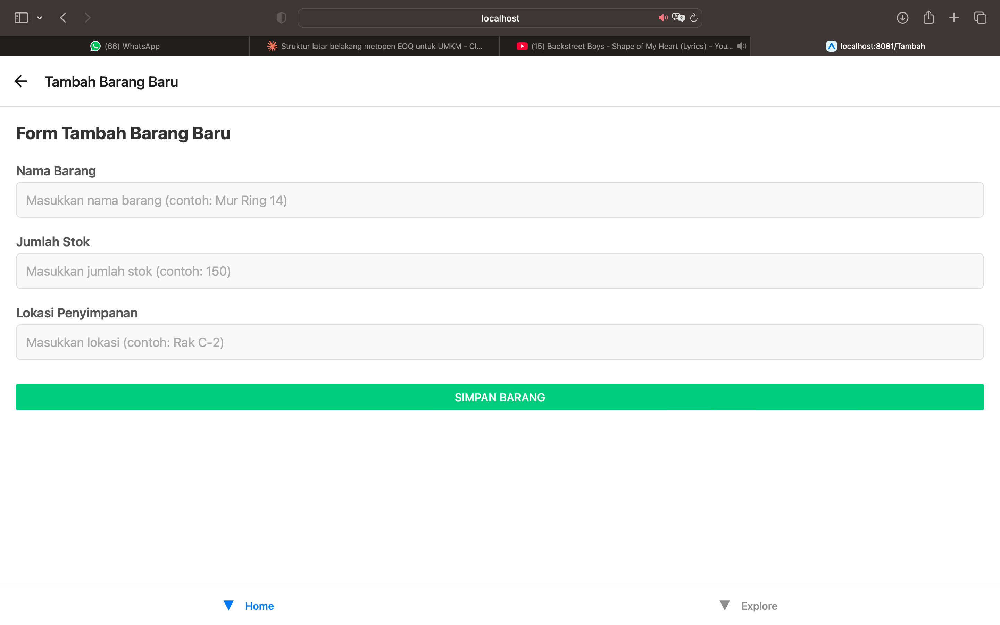 localhost
(66) WhatsApp
Struktur latar belakang metopen EOQ untuk UMKM - Cl...
(15) Backstreet Boys - Shape of My Heart (Lyrics) - You...
localhost:8081/Tambah
Tambah Barang Baru
Form Tambah Barang Baru
Nama Barang
Masukkan nama barang (contoh: Mur Ring 14)
Jumlah Stok
Masukkan jumlah stok (contoh: 150)
Lokasi Penyimpanan
Masukkan lokasi (contoh: Rak C-2)
SIMPAN BARANG
Home
Explore